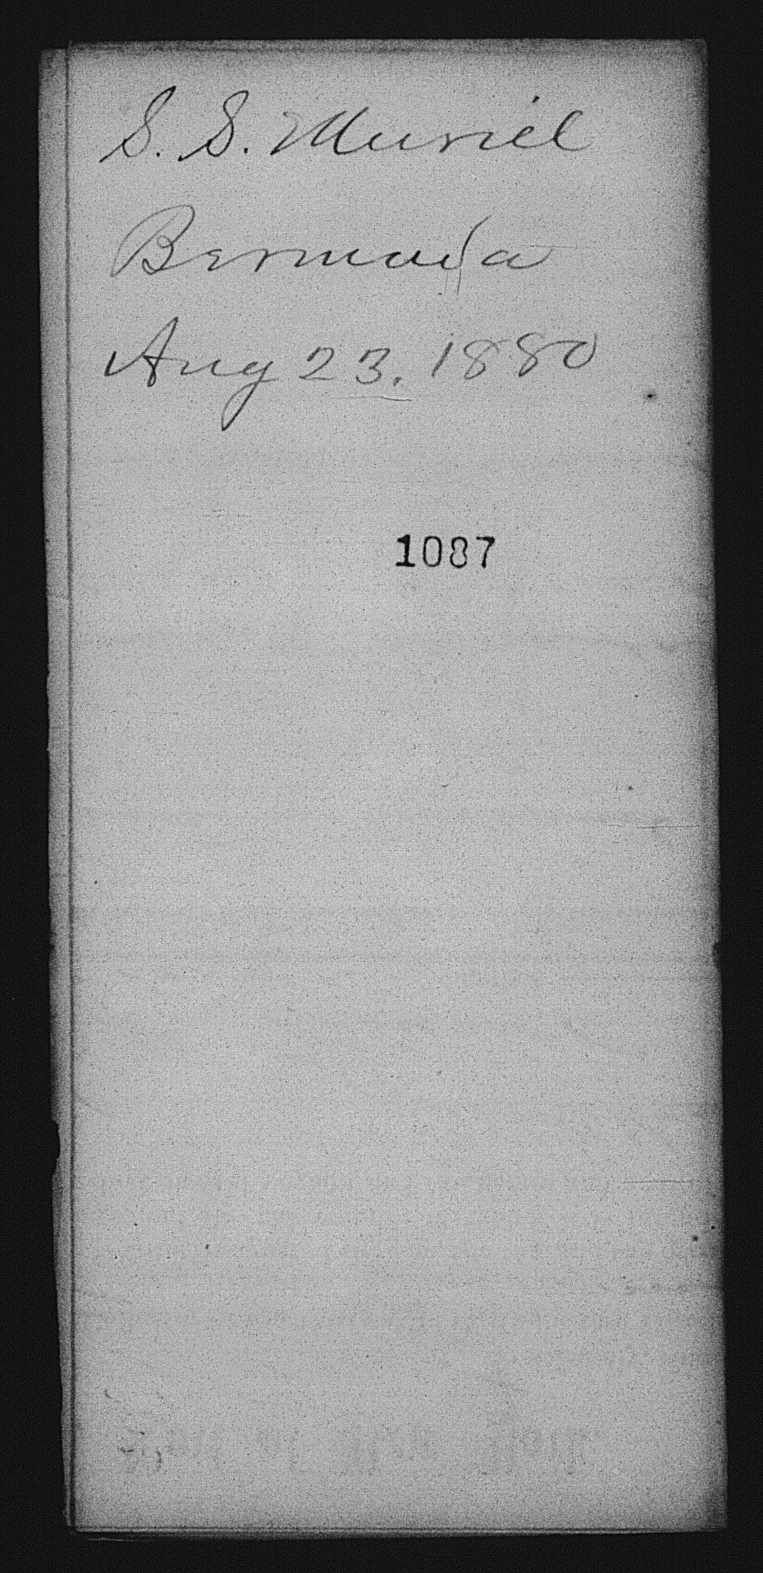 S. S. Muriel
Bermuda
Aug 23. 1880
1087